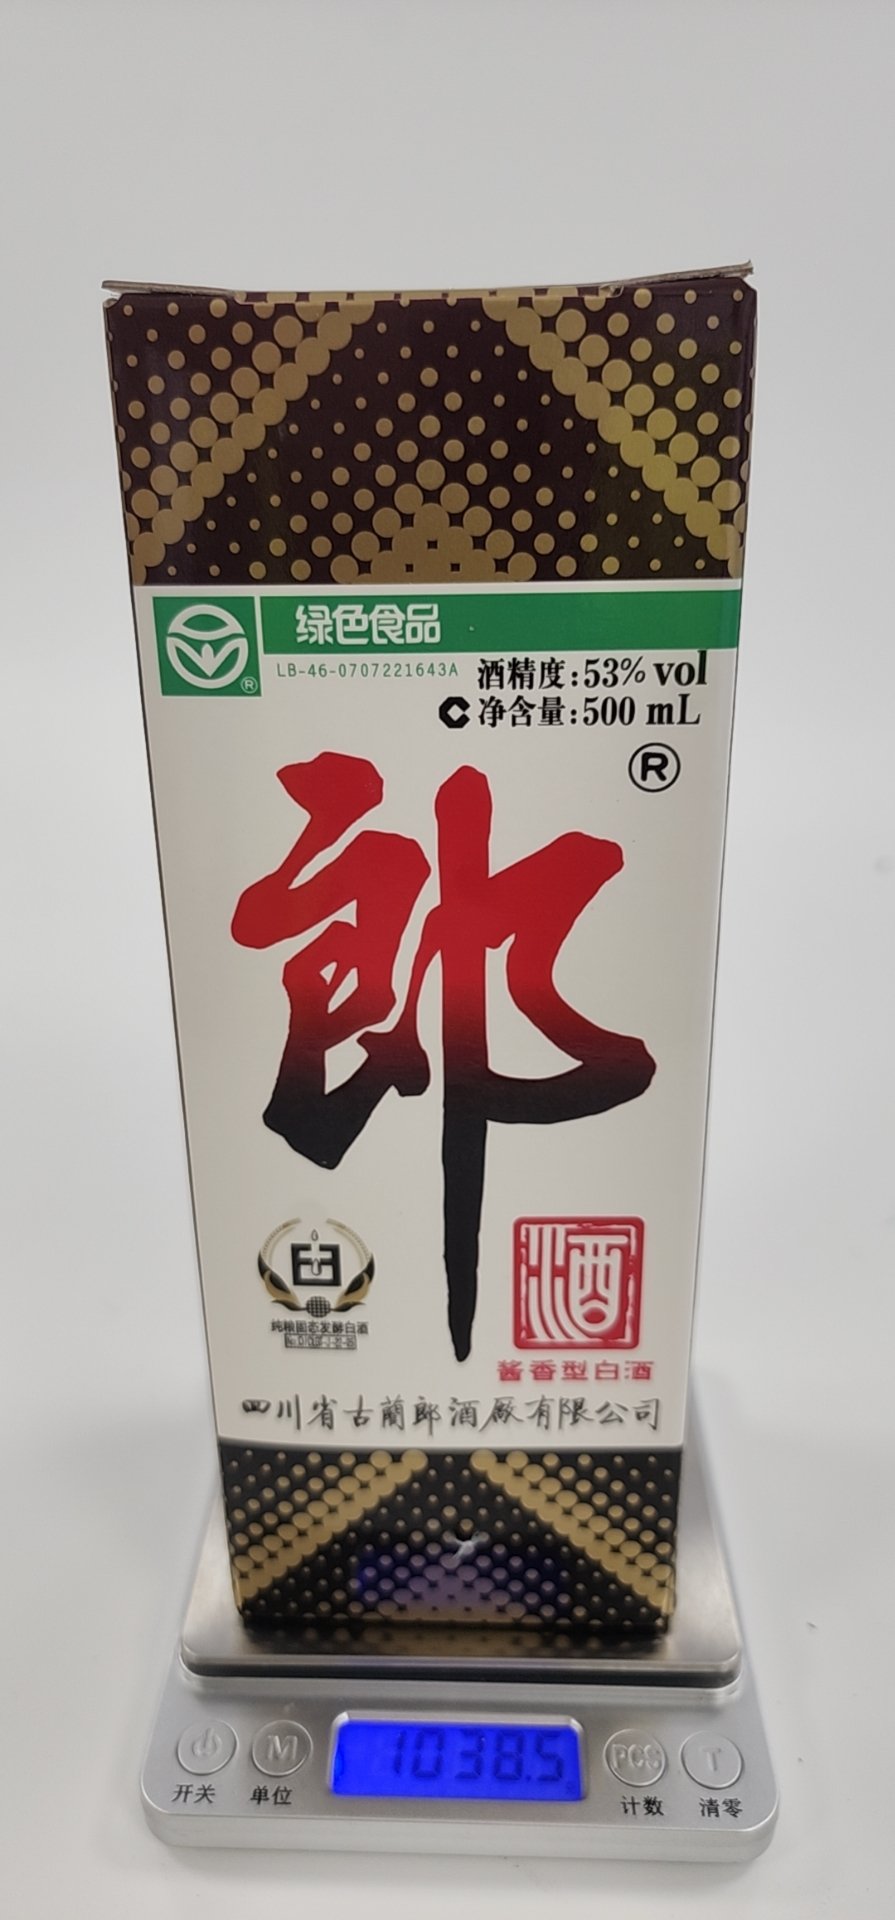 绿色食品
LB-46-0707221643A
酒精度:53% vol
C 净含量:500 mL
®
郎
®
酒
纯粮固态发酵白酒
酱香型白酒
四川省古蔺郎酒厰有限公司
1038.5
M
PCS
T
开关
单位
计数
清零